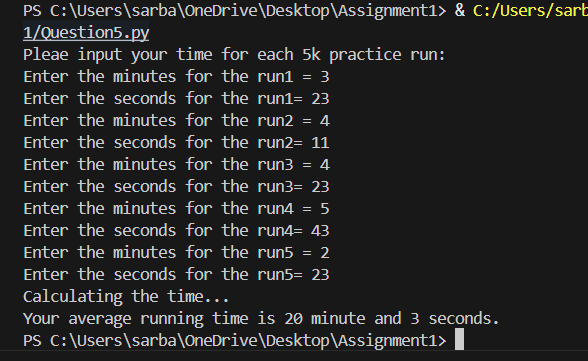 PS C:\Users\sarba\OneDrive\Desktop\Assignment1> & C:/Users/sarb
1/Question5.py
Pleae input your time for each 5k practice run:
Enter the minutes for the run1 = 3
Enter the seconds for the run1= 23
Enter the minutes for the run2 = 4
Enter the seconds for the run2= 11
Enter the minutes for the run3 = 4
Enter the seconds for the run3= 23
Enter the minutes for the run4 = 5
Enter the seconds for the run4= 43
Enter the minutes for the run5 = 2
Enter the seconds for the run5= 23
Calculating the time...
Your average running time is 20 minute and 3 seconds.
PS C:\Users\sarba\OneDrive\Desktop\Assignment1>